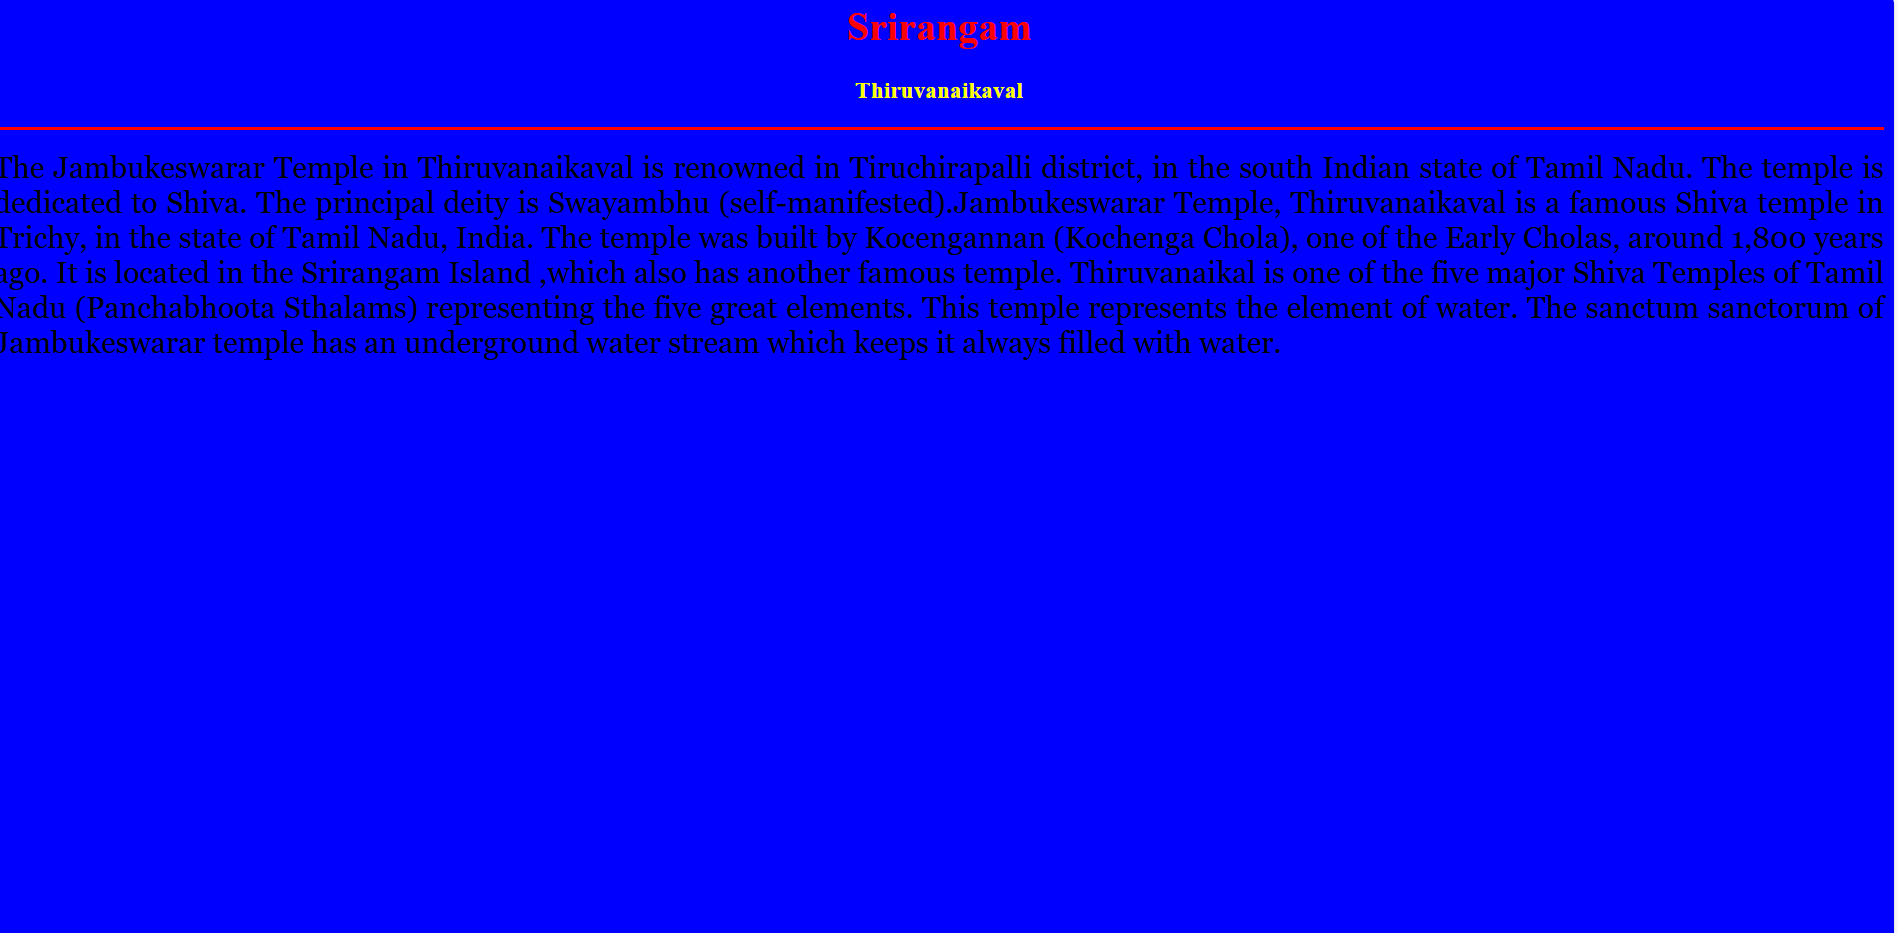 Srirangam
Thiruvanaikaval
The Jambukeswarar Temple in Thiruvanaikaval is renowned in Tiruchirapalli district, in the south Indian state of Tamil Nadu. The temple is
dedicated to Shiva. The principal deity is Swayambhu (self-manifested).Jambukeswarar Temple, Thiruvanaikaval is a famous Shiva temple in
Trichy, in the state of Tamil Nadu, India. The temple was built by Kocengannan (Kochenga Chola), one of the Early Cholas, around 1,800 years
ago. It is located in the Srirangam Island ,which also has another famous temple. Thiruvanaikal is one of the five major Shiva Temples of Tamil
Nadu (Panchabhoota Sthalams) representing the five great elements. This temple represents the element of water. The sanctum sanctorum of
Jambukeswarar temple has an underground water stream which keeps it always filled with water.